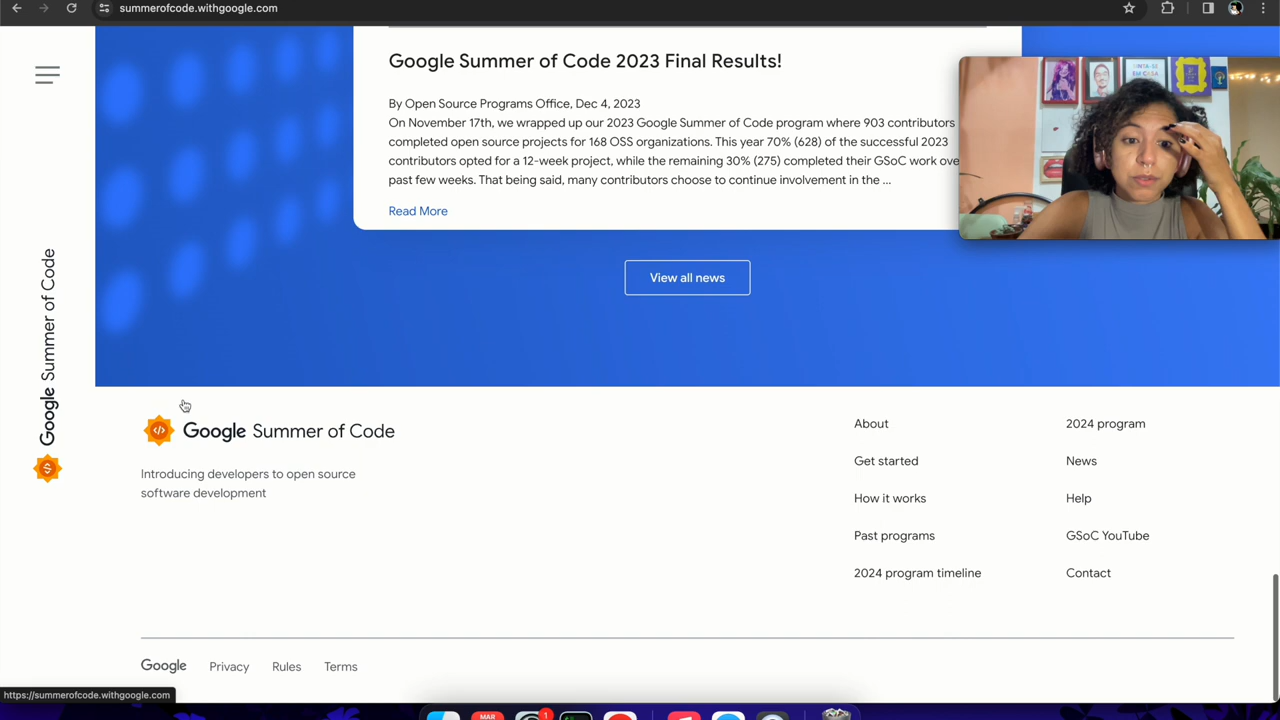 summerofcode.withgoogle.com
Google Summer of Code 2023 Final Results!
By Open Source Programs Office, Dec 4, 2023
On November 17th, we wrapped up our 2023 Google Summer of Code program where 903 contributors
completed open source projects for 168 OSS organizations. This year 70% (628) of the successful 2023
contributors opted for a 12-week project, while the remaining 30% (275) completed their GSoC work
past few weeks. That being said, many contributors choose to continue involvement in the ...
Read More
SINTA-SE
EM CASA
View all news
Google Summer of Code
$
</>
Google Summer of Code
Introducing developers to open source
software development
About
Get started
How it works
Past programs
2024 program timeline
2024 program
News
Help
GSoC YouTube
Contact
Google Privacy Rules Terms
https://summerofcode.withgoogle.com
MAR
1